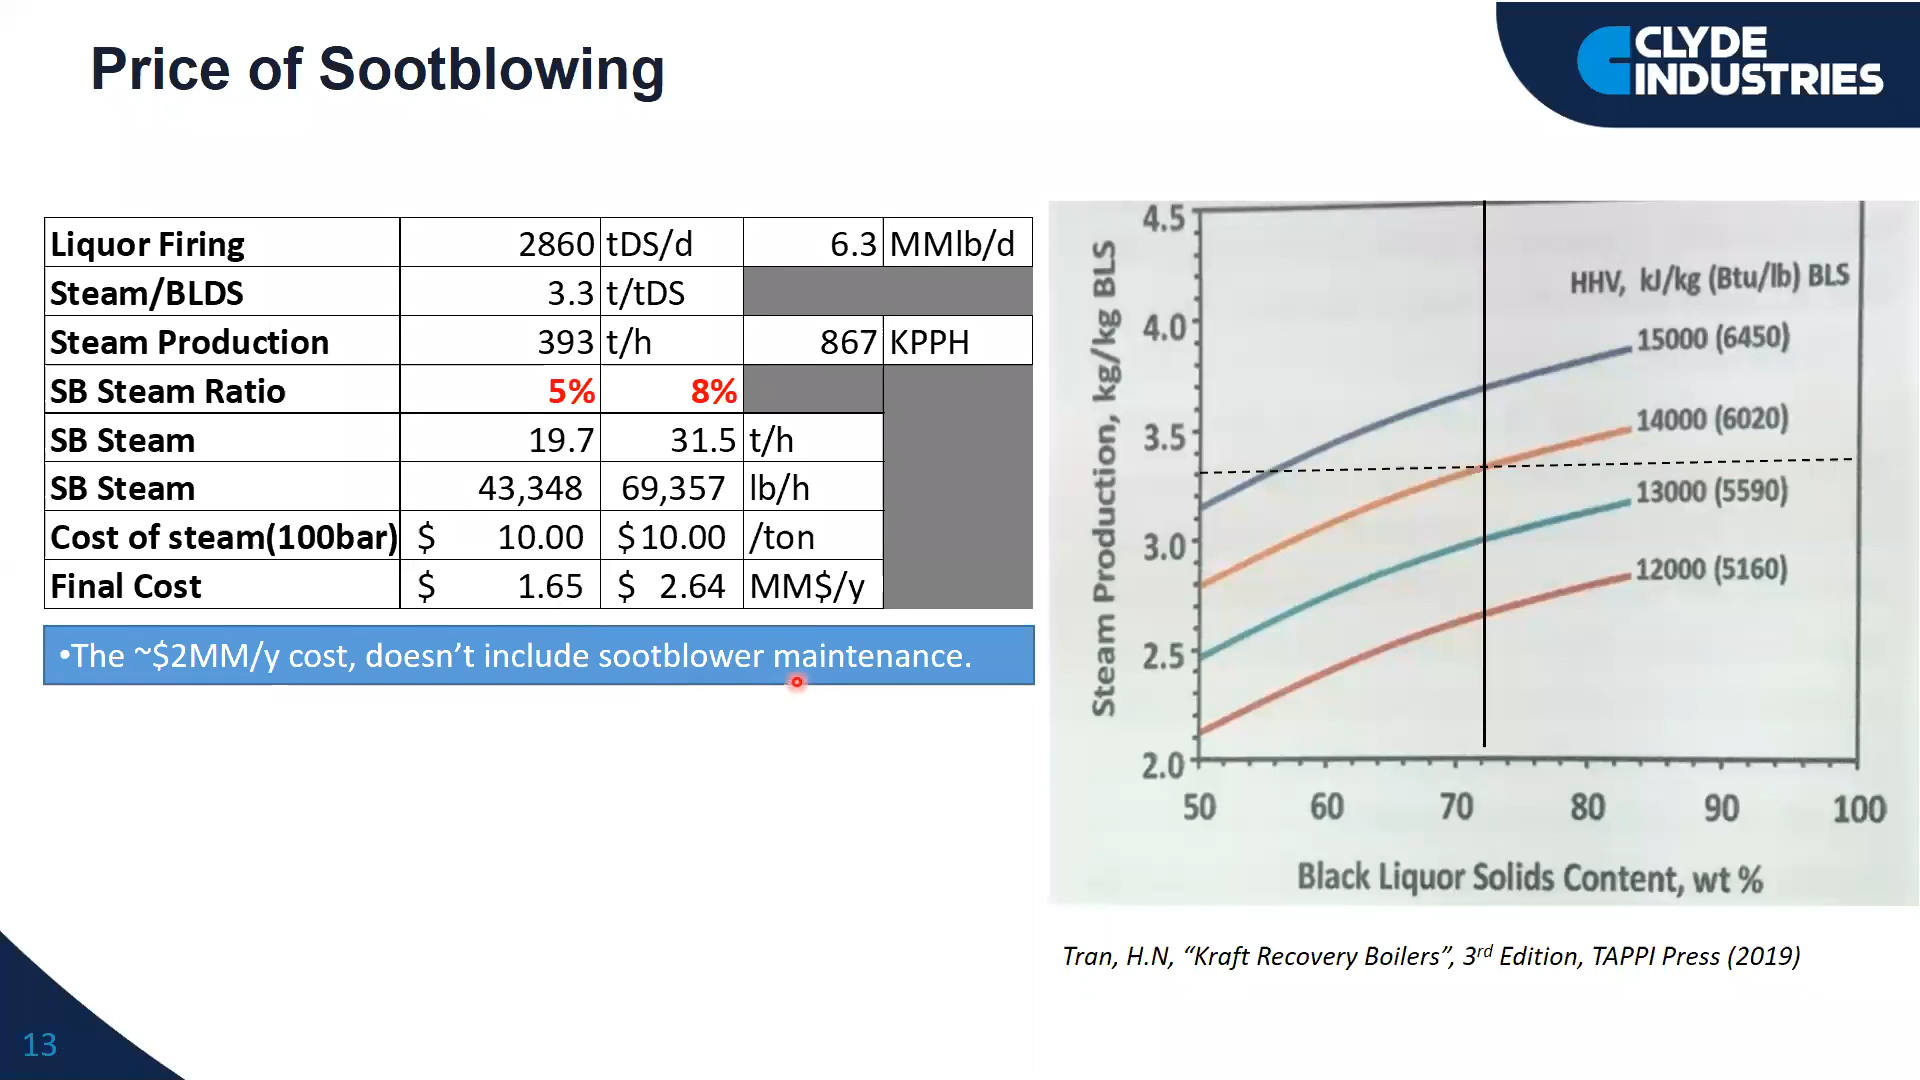 Price of Sootblowing
CLYDE
INDUSTRIES
Liquor Firing 2860 tDS/d 6.3 MMlb/d
Steam/BLDS 3.3 t/tDS
Steam Production 393 t/h 867 KPPH
SB Steam Ratio 5% 8%
SB Steam 19.7 31.5 t/h
SB Steam 43,348 69,357 lb/h
Cost of steam(100bar) $ 10.00 $10.00 /ton
Final Cost $ 1.65 $ 2.64 MM$/y
•The ~$2MM/y cost, doesn't include sootblower maintenance.
Steam Production, kg/kg BLS
4.5
4.0
3.5
3.0
2.5
2.0
HHV, kJ/kg (Btu/lb) BLS
15000 (6450)
14000 (6020)
13000 (5590)
12000 (5160)
50 60 70 80 90 100
Black Liquor Solids Content, wt %
Tran, H.N, “Kraft Recovery Boilers”, 3rd Edition, TAPPI Press (2019)
13